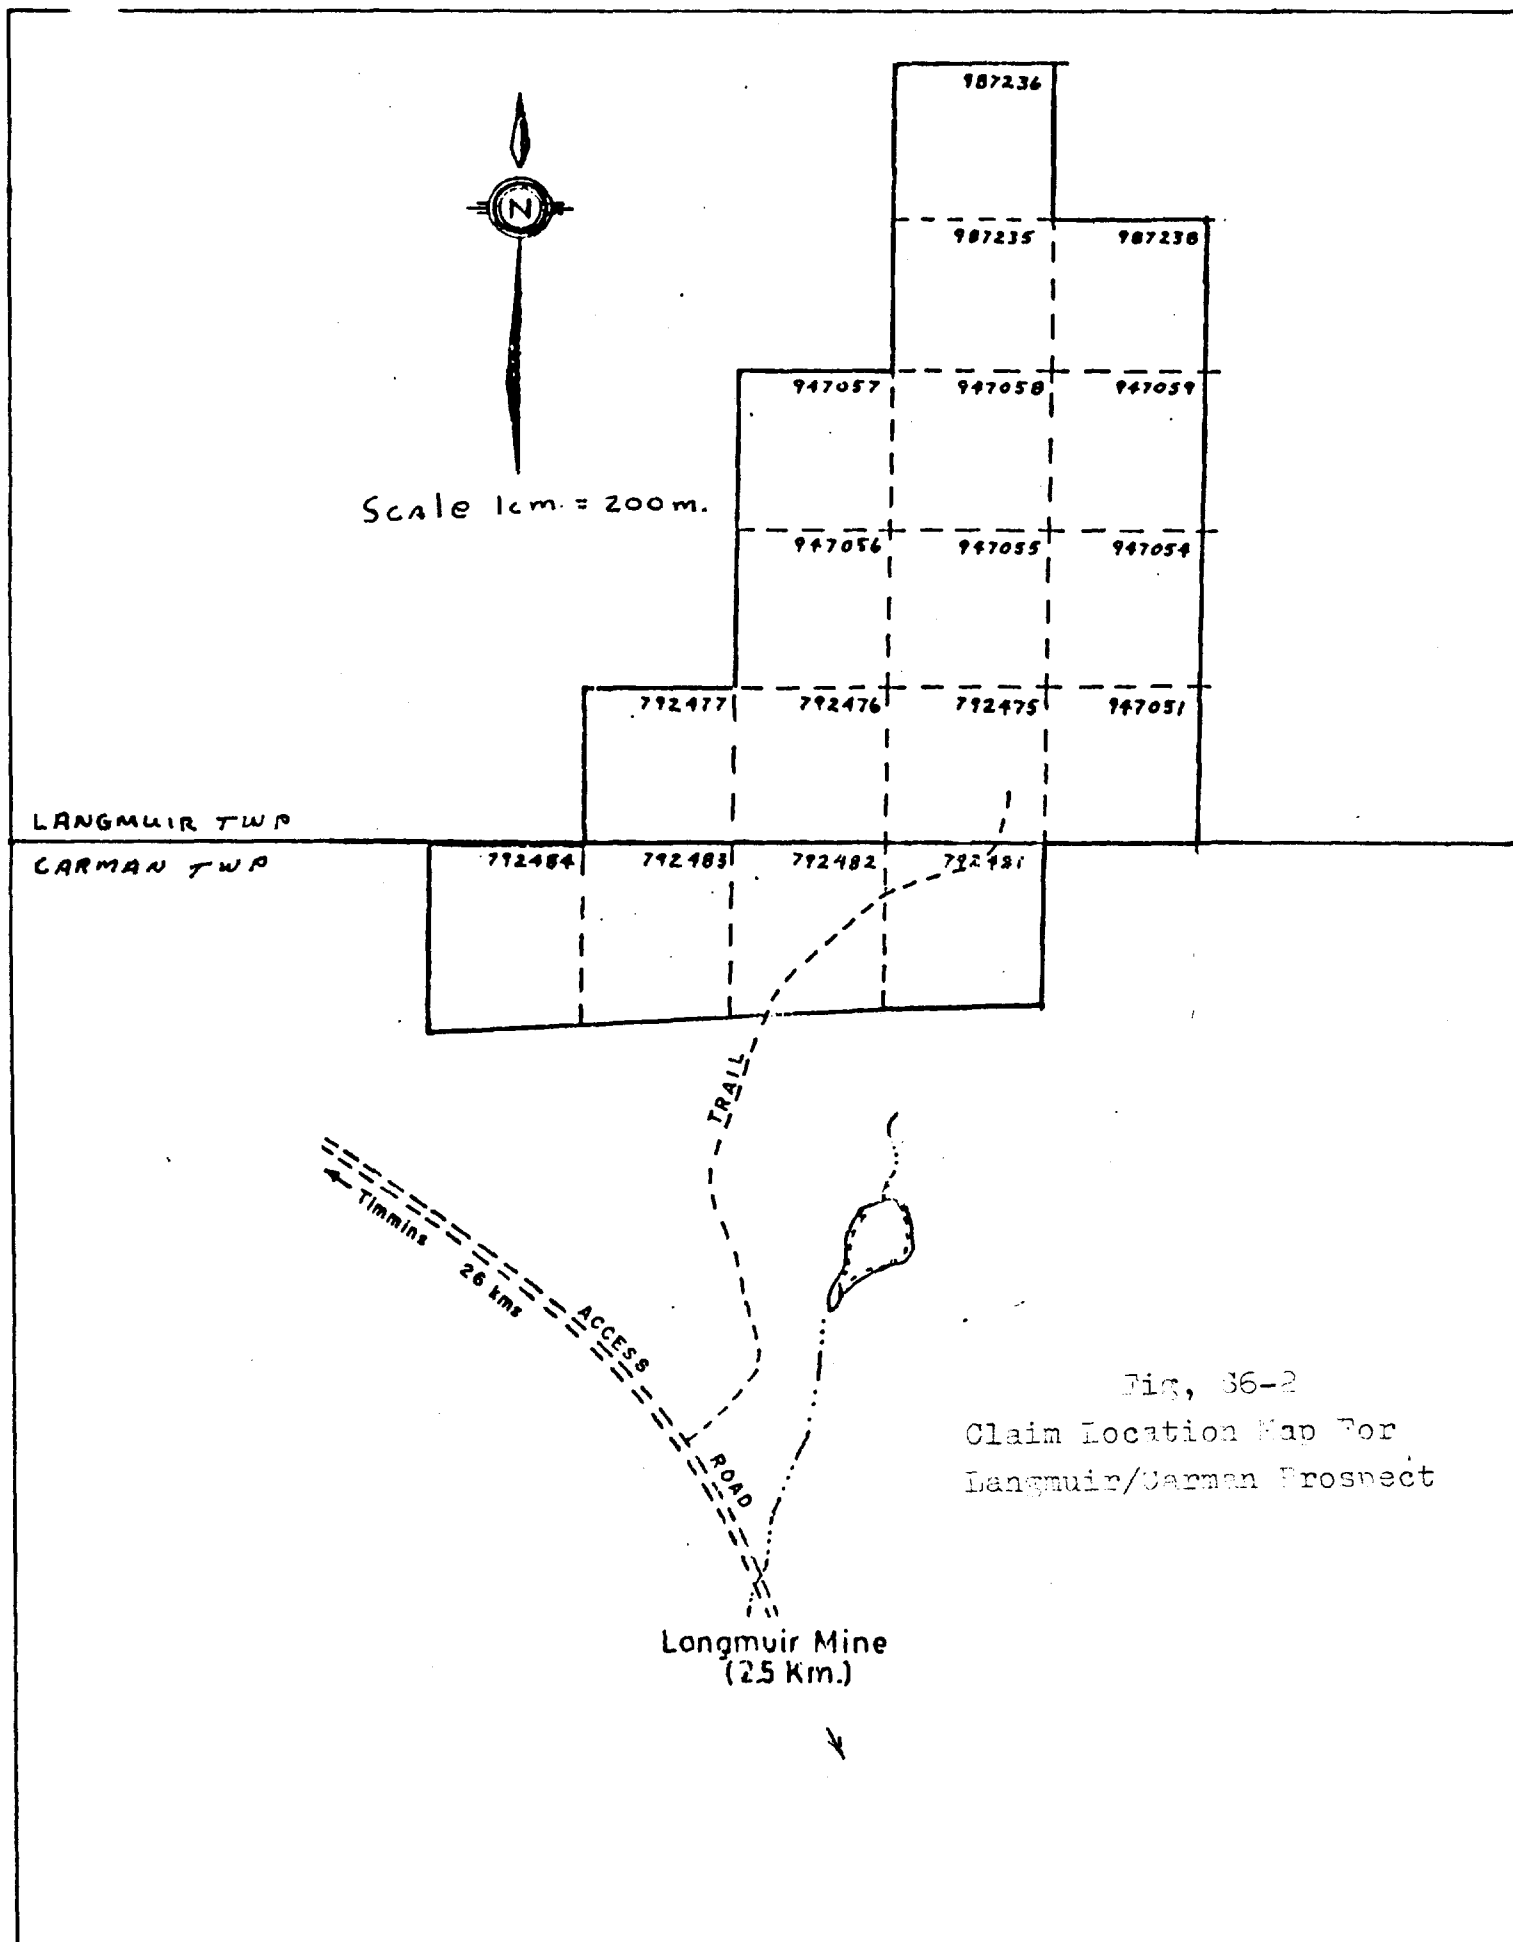 987236
N
987235
987238
947057
947058
947059
Scale 1cm. = 200m.
947056
947055
947054
792477
792476
792475
947051
LANGMUIR TWP
CARMAN TWP
792484
792483
792482
792481
TRAIL
Timmins
26 kms
ACCESS
ROAD
Fig, 86-2
Claim Location Map For
Langmuir/Carman Prospect
Langmuir Mine
(2.5 Km.)